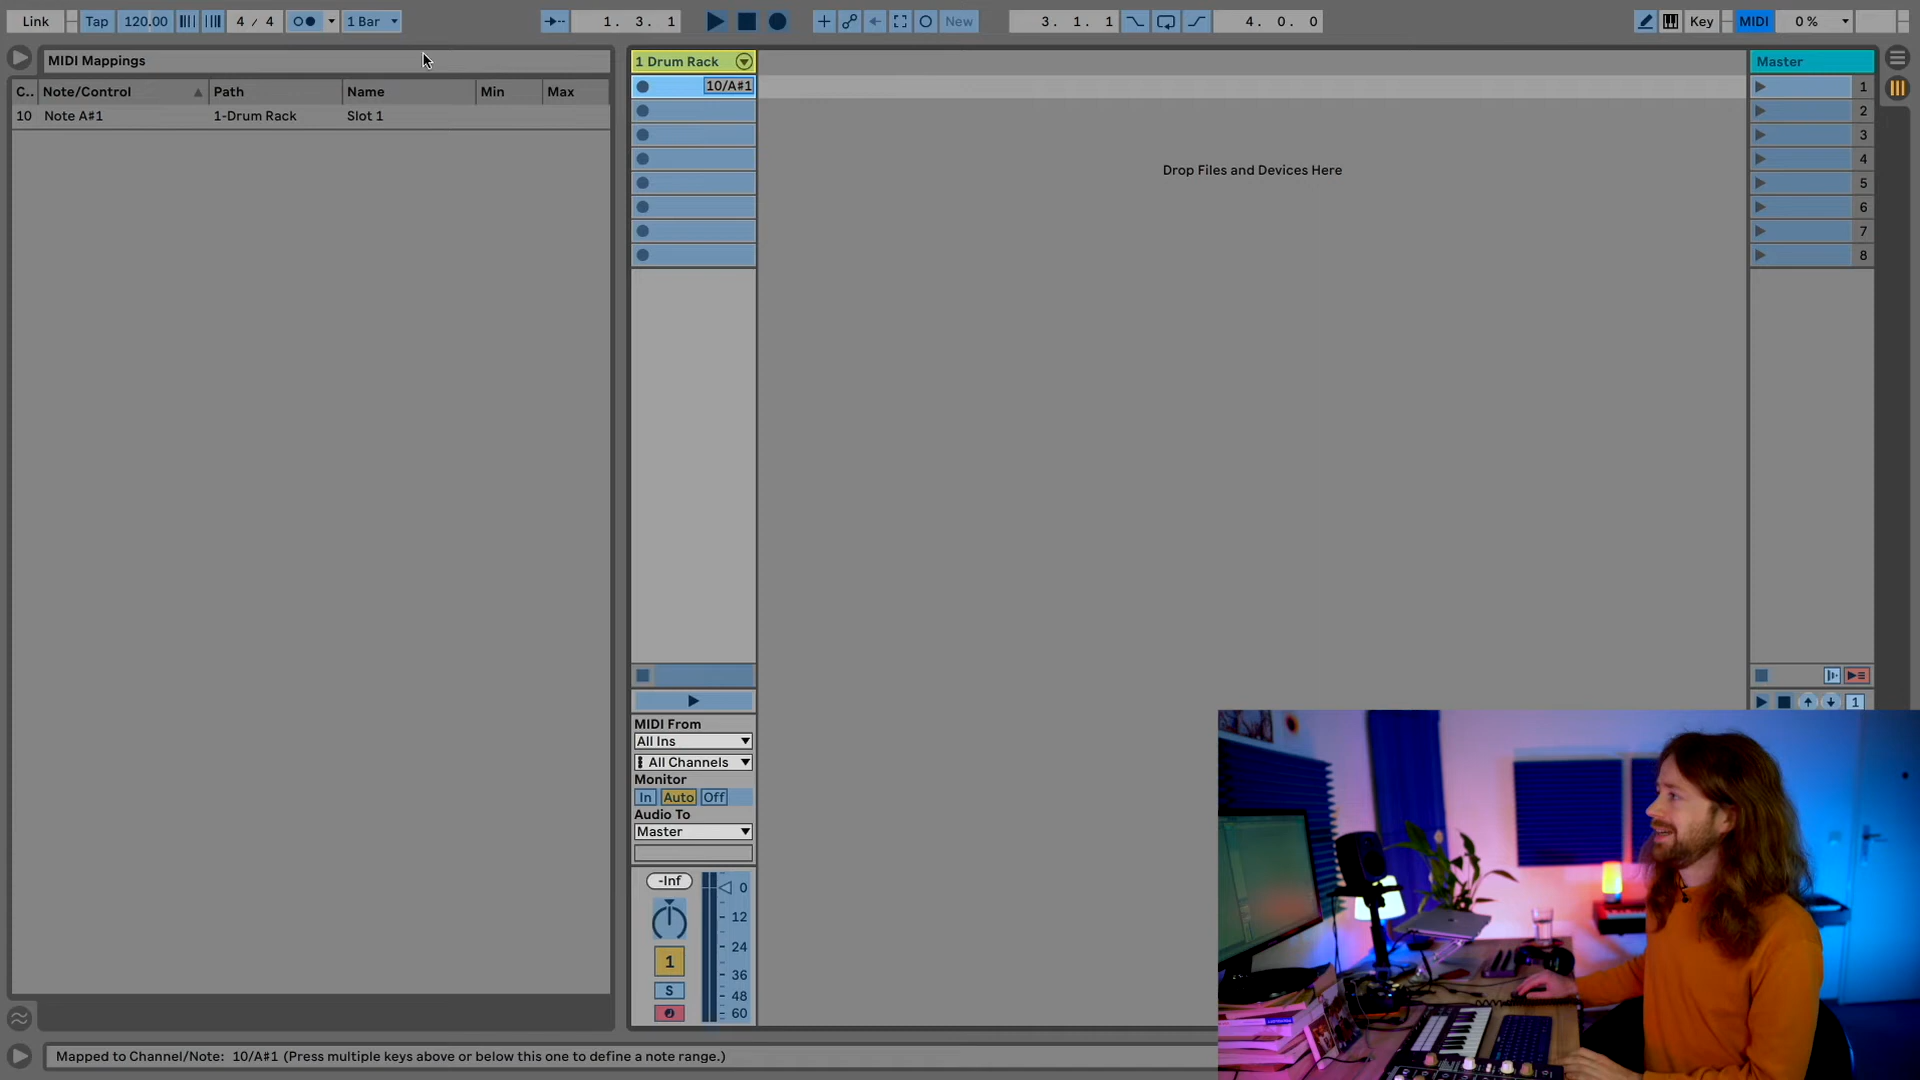 Link Tap 120.00 4 / 4 1 Bar 1. 3. 1 New 3. 1. 1 4. 0. 0 Key MIDI 0 %
MIDI Mappings
C.. Note/Control Path Name Min Max
10 Note A#1 1-Drum Rack Slot 1
1 Drum Rack
10/A#1
Drop Files and Devices Here
Master
1
2
3
4
5
6
7
8
1
MIDI From
All Ins
All Channels
Monitor
In Auto Off
Audio To
Master
-Inf
0
12
24
36
48
60
1
S
Mapped to Channel/Note: 10/A#1 (Press multiple keys above or below this one to define a note range.)